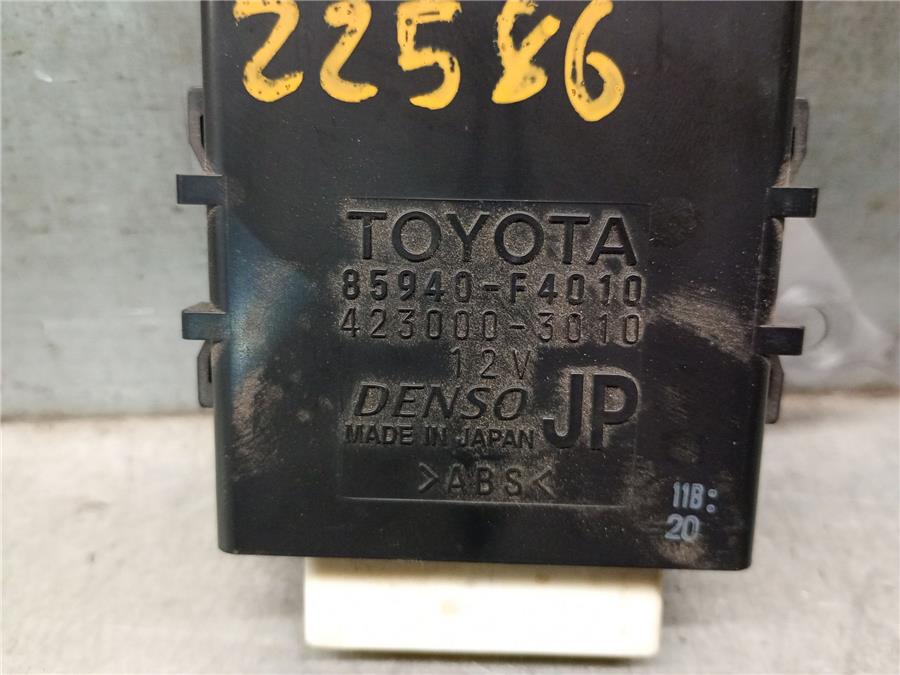 22586
TOYOTA
85940-F4010
423000-3010
12V
DENSO JP
MADE IN JAPAN
>ABS<
11B:
20